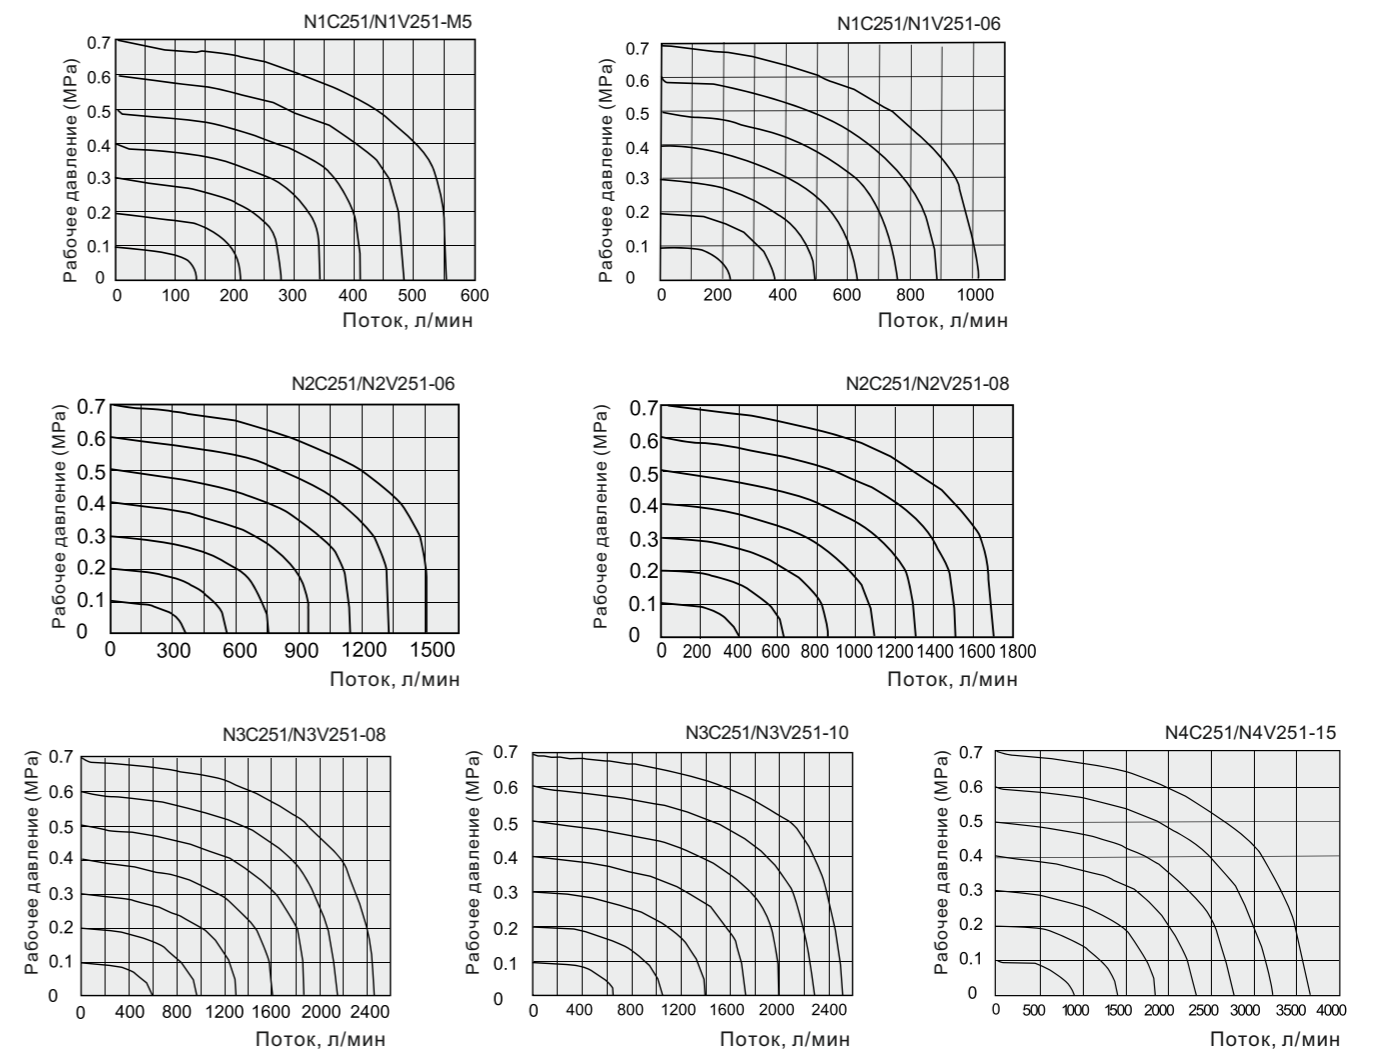 N1C251/N1V251-M5
Рабочее давление (MPa)
0.7
0.6
0.5
0.4
0.3
0.2
0.1
0
0 100 200 300 400 500 600
Поток, л/мин
N1C251/N1V251-06
Рабочее давление (MPa)
0.7
0.6
0.5
0.4
0.3
0.2
0.1
0
0 200 400 600 800 1000
Поток, л/мин
N2C251/N2V251-06
Рабочее давление (MPa)
0.7
0.6
0.5
0.4
0.3
0.2
0.1
0
0 300 600 900 1200 1500
Поток, л/мин
N2C251/N2V251-08
Рабочее давление (MPa)
0.7
0.6
0.5
0.4
0.3
0.2
0.1
0
0 200 400 600 800 1000 1200 1400 1600 1800
Поток, л/мин
N3C251/N3V251-08
Рабочее давление (MPa)
0.7
0.6
0.5
0.4
0.3
0.2
0.1
0
0 400 800 1200 1600 2000 2400
Поток, л/мин
N3C251/N3V251-10
Рабочее давление (MPa)
0.7
0.6
0.5
0.4
0.3
0.2
0.1
0
0 400 800 1200 1600 2000 2400
Поток, л/мин
N4C251/N4V251-15
Рабочее давление (MPa)
0.7
0.6
0.5
0.4
0.3
0.2
0.1
0
0 500 1000 1500 2000 2500 3000 3500 4000
Поток, л/мин